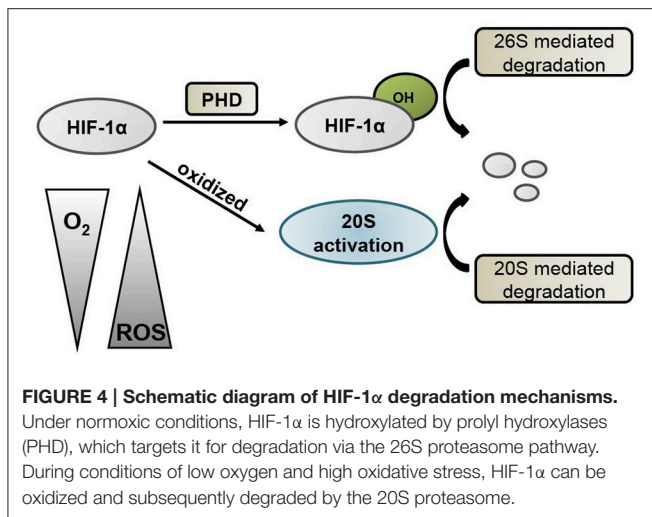 26S mediated
degradation
PHD
OH
HIF-1α
HIF-1α
oxidized
O₂
20S
activation
ROS
20S mediated
degradation
FIGURE 4 | Schematic diagram of HIF-1α degradation mechanisms.
Under normoxic conditions, HIF-1α is hydroxylated by prolyl hydroxylases
(PHD), which targets it for degradation via the 26S proteasome pathway.
During conditions of low oxygen and high oxidative stress, HIF-1α can be
oxidized and subsequently degraded by the 20S proteasome.